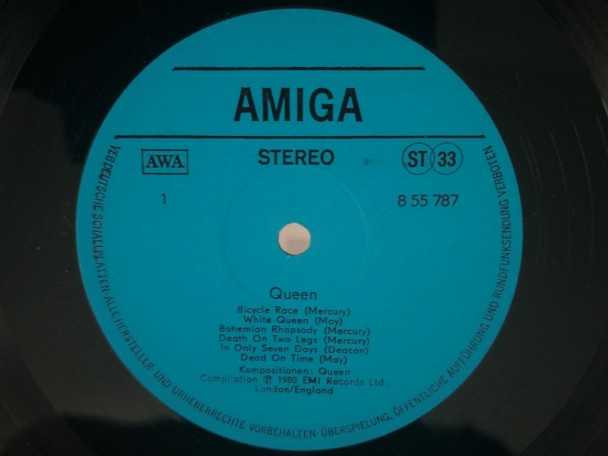 AMIGA
AWA
STEREO
ST 33
1
8 55 787
Queen
Bicycle Race (Mercury)
White Queen (May)
Bohemian Rhapsody (Mercury)
Death On Two Legs (Mercury)
In Only Seven Days (Deacon)
Dead On Time (May)
Kompositionen: Queen
Compilation ℗ 1980 EMI Records Ltd.
London/England
VEB DEUTSCHE SCHALLPLATTEN · ALLE HERSTELLER- UND URHEBERRECHTE VORBEHALTEN · ÜBERSPIELUNG, ÖFFENTLICHE AUFFÜHRUNG UND RUNDFUNKSENDUNG VERBOTEN